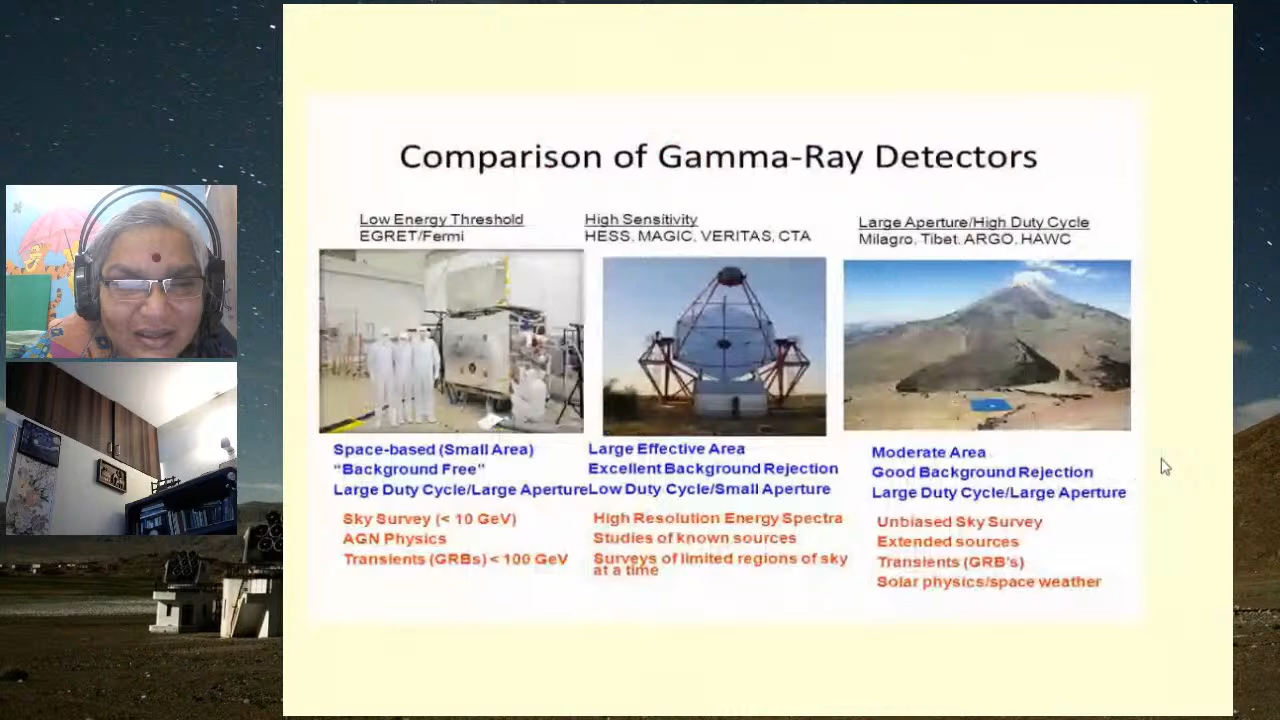 Comparison of Gamma-Ray Detectors
Low Energy Threshold
EGRET/Fermi
High Sensitivity
HESS, MAGIC, VERITAS, CTA
Large Aperture/High Duty Cycle
Milagro, Tibet, ARGO, HAWC
Space-based (Small Area)
"Background Free"
Large Duty Cycle/Large Aperture
Large Effective Area
Excellent Background Rejection
Low Duty Cycle/Small Aperture
Moderate Area
Good Background Rejection
Large Duty Cycle/Large Aperture
Sky Survey (< 10 GeV)
AGN Physics
Transients (GRBs) < 100 GeV
High Resolution Energy Spectra
Studies of known sources
Surveys of limited regions of sky
at a time
Unbiased Sky Survey
Extended sources
Transients (GRB's)
Solar physics/space weather